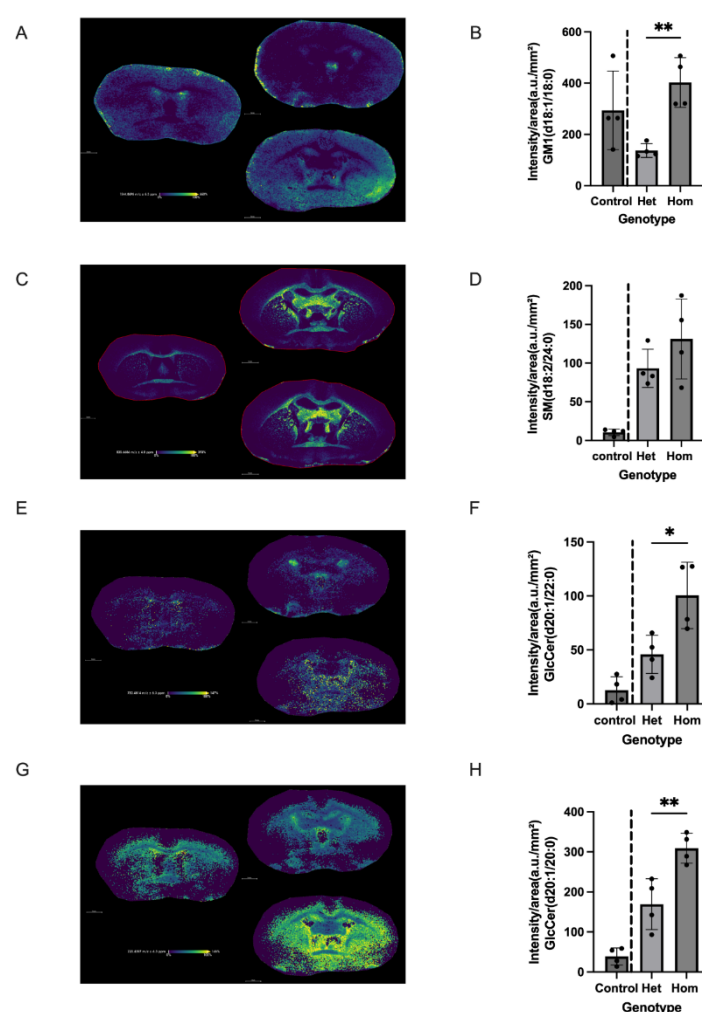 A
B
Intensity/area(a.u./mm²)
GM1(d18:1/18:0)
600
400
200
0
**
Control Het Hom
Genotype
C
D
Intensity/area(a.u./mm²)
SM(d18:2/24:0)
200
150
100
50
0
control Het Hom
Genotype
E
F
Intensity/area(a.u./mm²)
GlcCer(d20:1/22:0)
150
100
50
0
*
control Het Hom
Genotype
G
H
Intensity/area(a.u./mm²)
GlcCer(d20:1/20:0)
400
300
200
100
0
**
Control Het Hom
Genotype